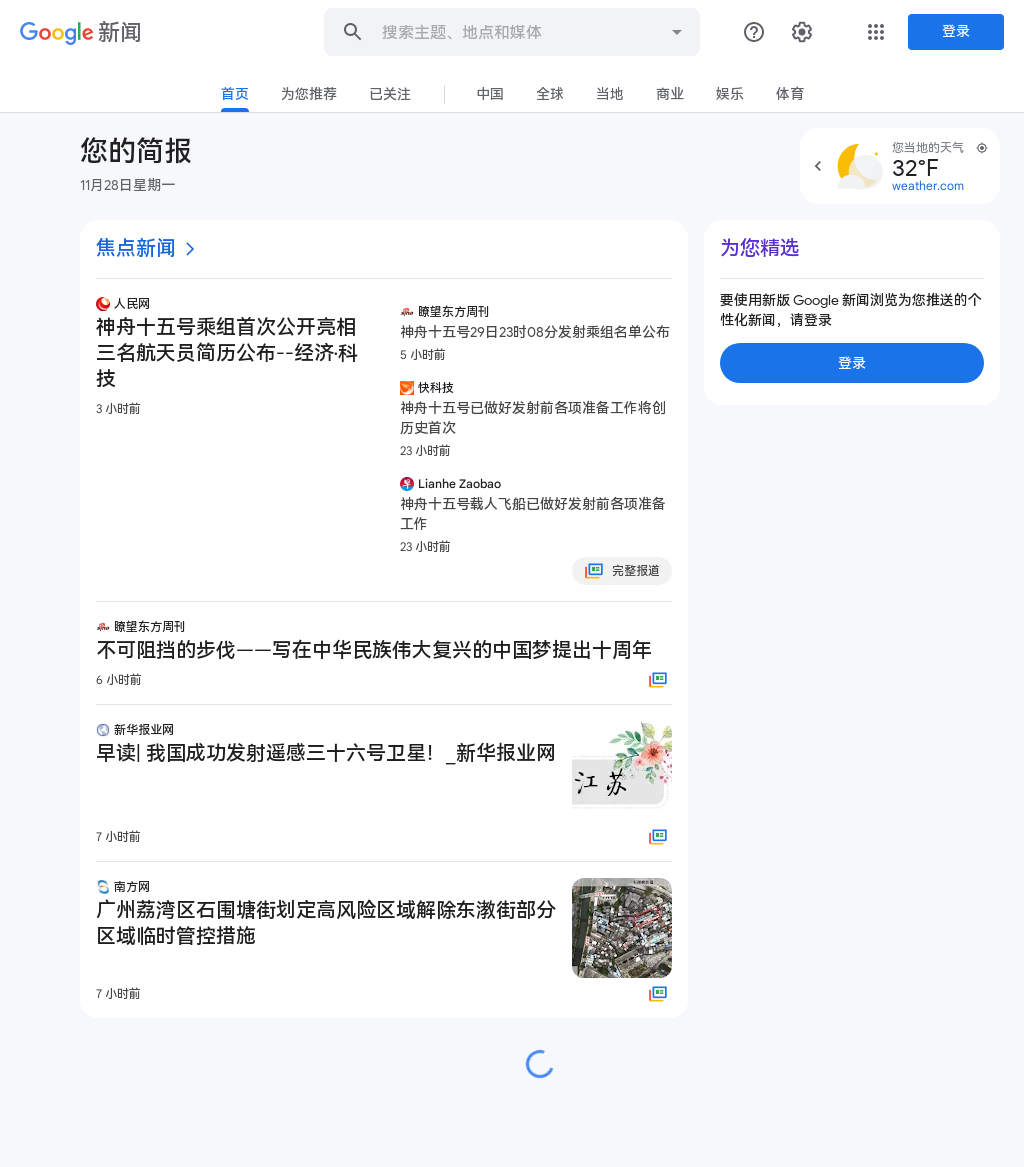 Google 新闻
搜索主题、地点和媒体
登录
首页
为您推荐
已关注
中国
全球
当地
商业
娱乐
体育
您的简报
11月28日星期一
您当地的天气
32°F
weather.com
焦点新闻
人民网
神舟十五号乘组首次公开亮相
三名航天员简历公布--经济·科
技
3 小时前
瞭望东方周刊
神舟十五号29日23时08分发射乘组名单公布
5 小时前
快科技
神舟十五号已做好发射前各项准备工作将创
历史首次
23 小时前
Lianhe Zaobao
神舟十五号载人飞船已做好发射前各项准备
工作
23 小时前
完整报道
瞭望东方周刊
不可阻挡的步伐——写在中华民族伟大复兴的中国梦提出十周年
6 小时前
新华报业网
早读| 我国成功发射遥感三十六号卫星！_新华报业网
江苏
7 小时前
南方网
广州荔湾区石围塘街划定高风险区域解除东漖街部分
区域临时管控措施
7 小时前
为您精选
要使用新版 Google 新闻浏览为您推送的个
性化新闻，请登录
登录